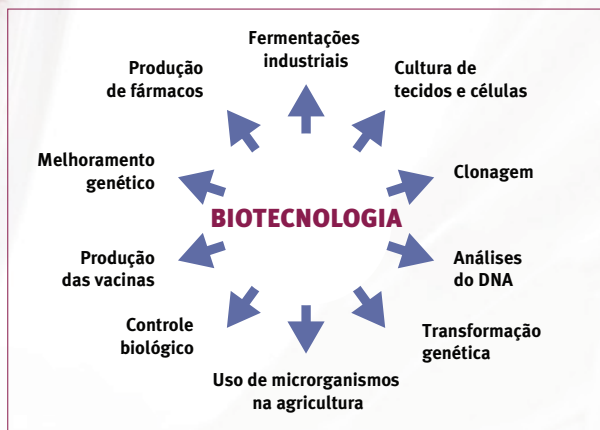 Fermentações
industriais
Produção
de fármacos
Cultura de
tecidos e células
Melhoramento
genético
Clonagem
BIOTECNOLOGIA
Produção
das vacinas
Análises
do DNA
Controle
biológico
Transformação
genética
Uso de microrganismos
na agricultura